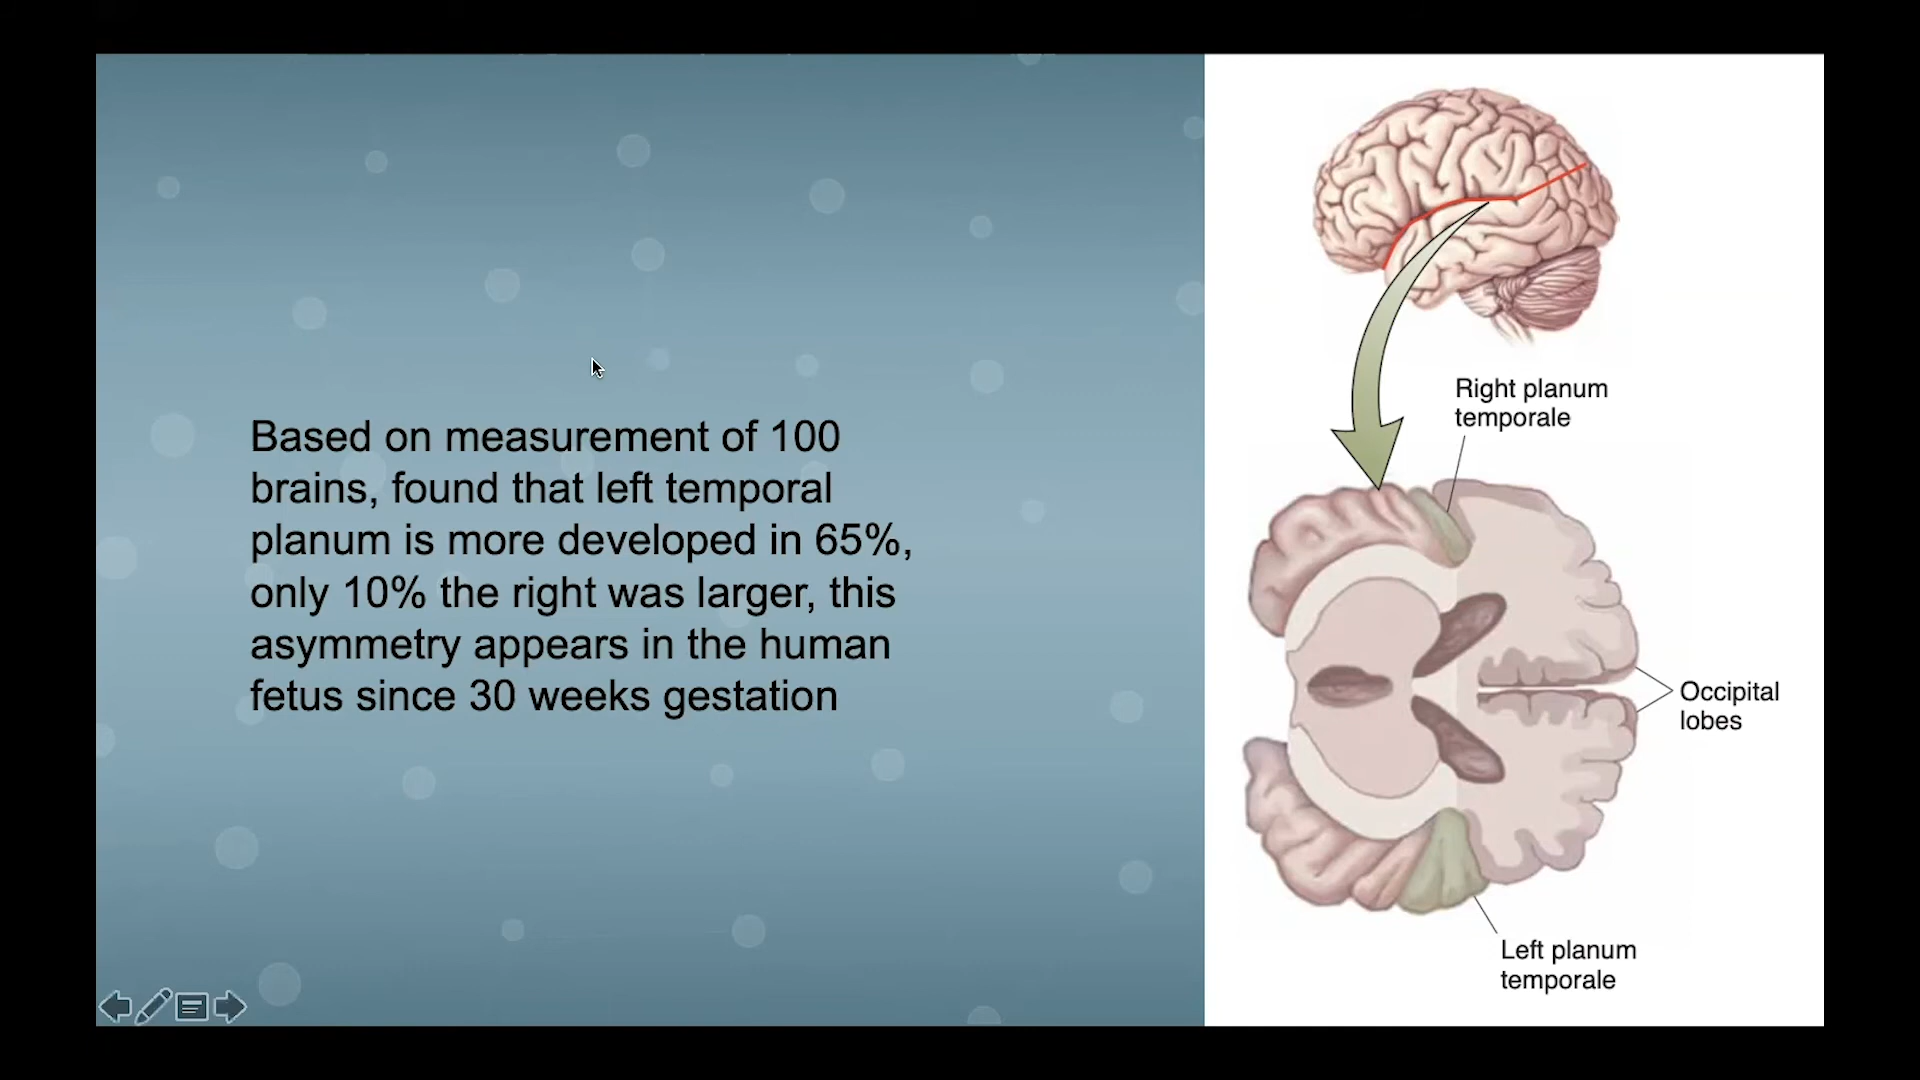 Based on measurement of 100
brains, found that left temporal
planum is more developed in 65%,
only 10% the right was larger, this
asymmetry appears in the human
fetus since 30 weeks gestation
Right planum
temporale
Occipital
lobes
Left planum
temporale